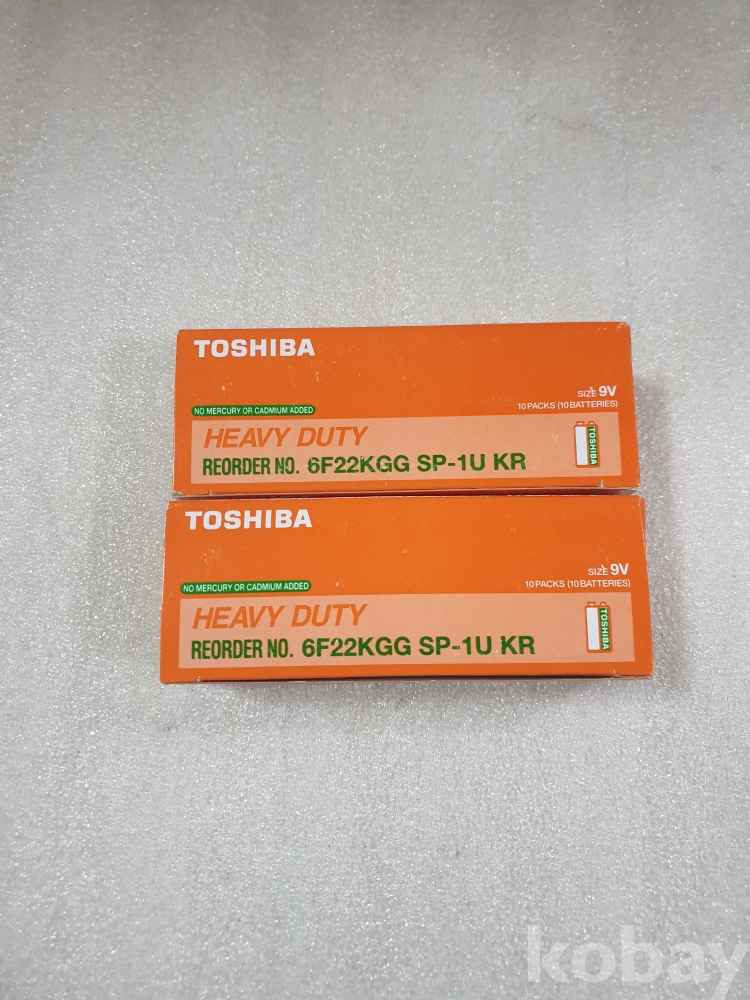 TOSHIBA
SIZE 9V
NO MERCURY OR CADMIUM ADDED
10 PACKS (10 BATTERIES)
HEAVY DUTY
REORDER NO. 6F22KGG SP-1U KR
TOSHIBA
TOSHIBA
SIZE 9V
NO MERCURY OR CADMIUM ADDED
10 PACKS (10 BATTERIES)
HEAVY DUTY
REORDER NO. 6F22KGG SP-1U KR
TOSHIBA
kobay